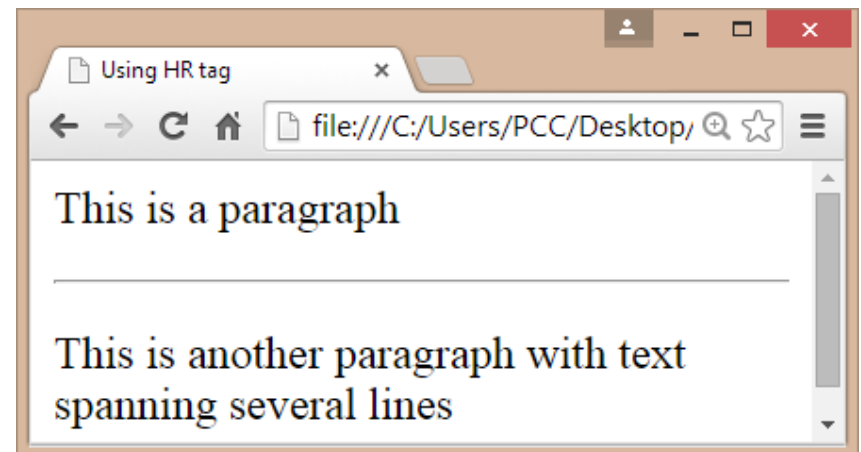 Using HR tag
file:///C:/Users/PCC/Desktop/
This is a paragraph
This is another paragraph with text
spanning several lines